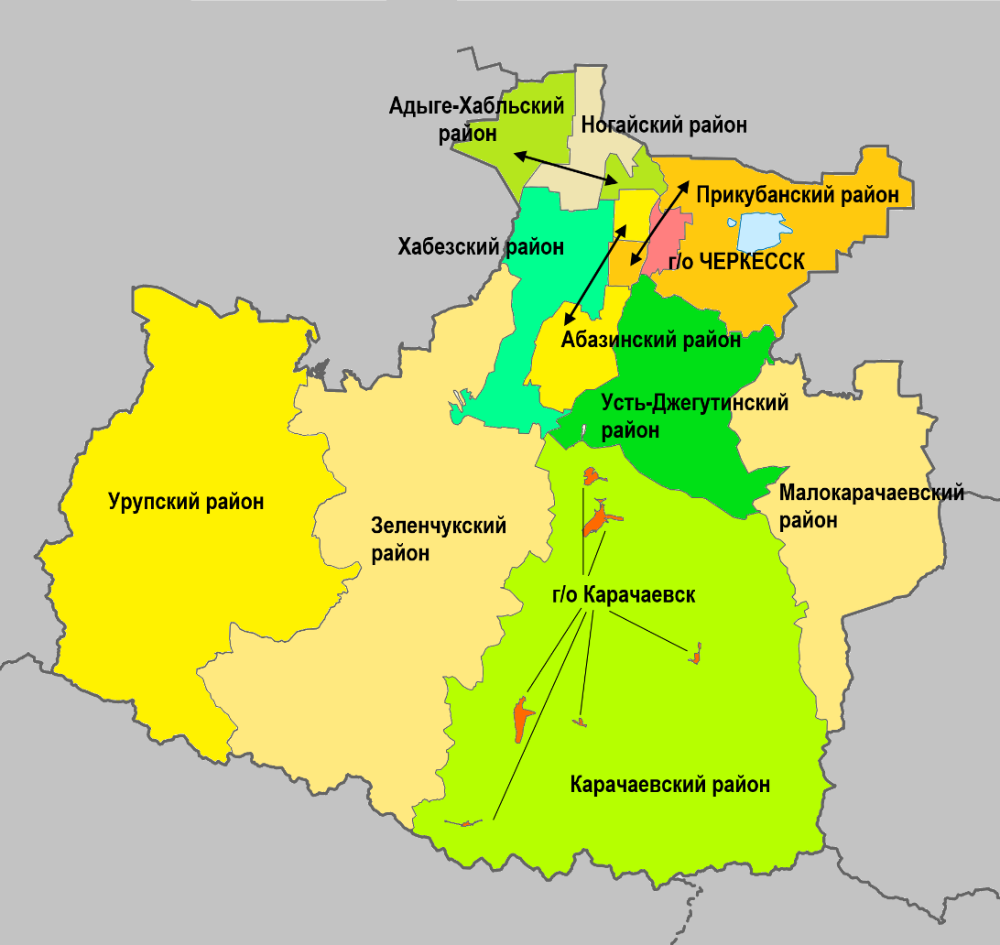 Адыге-Хабльский
район
Ногайский район
Прикубанский район
Хабезский район
г/о ЧЕРКЕССК
Абазинский район
Усть-Джегутинский
район
Урупский район
Зеленчукский
район
Малокарачаевский
район
г/о Карачаевск
Карачаевский район